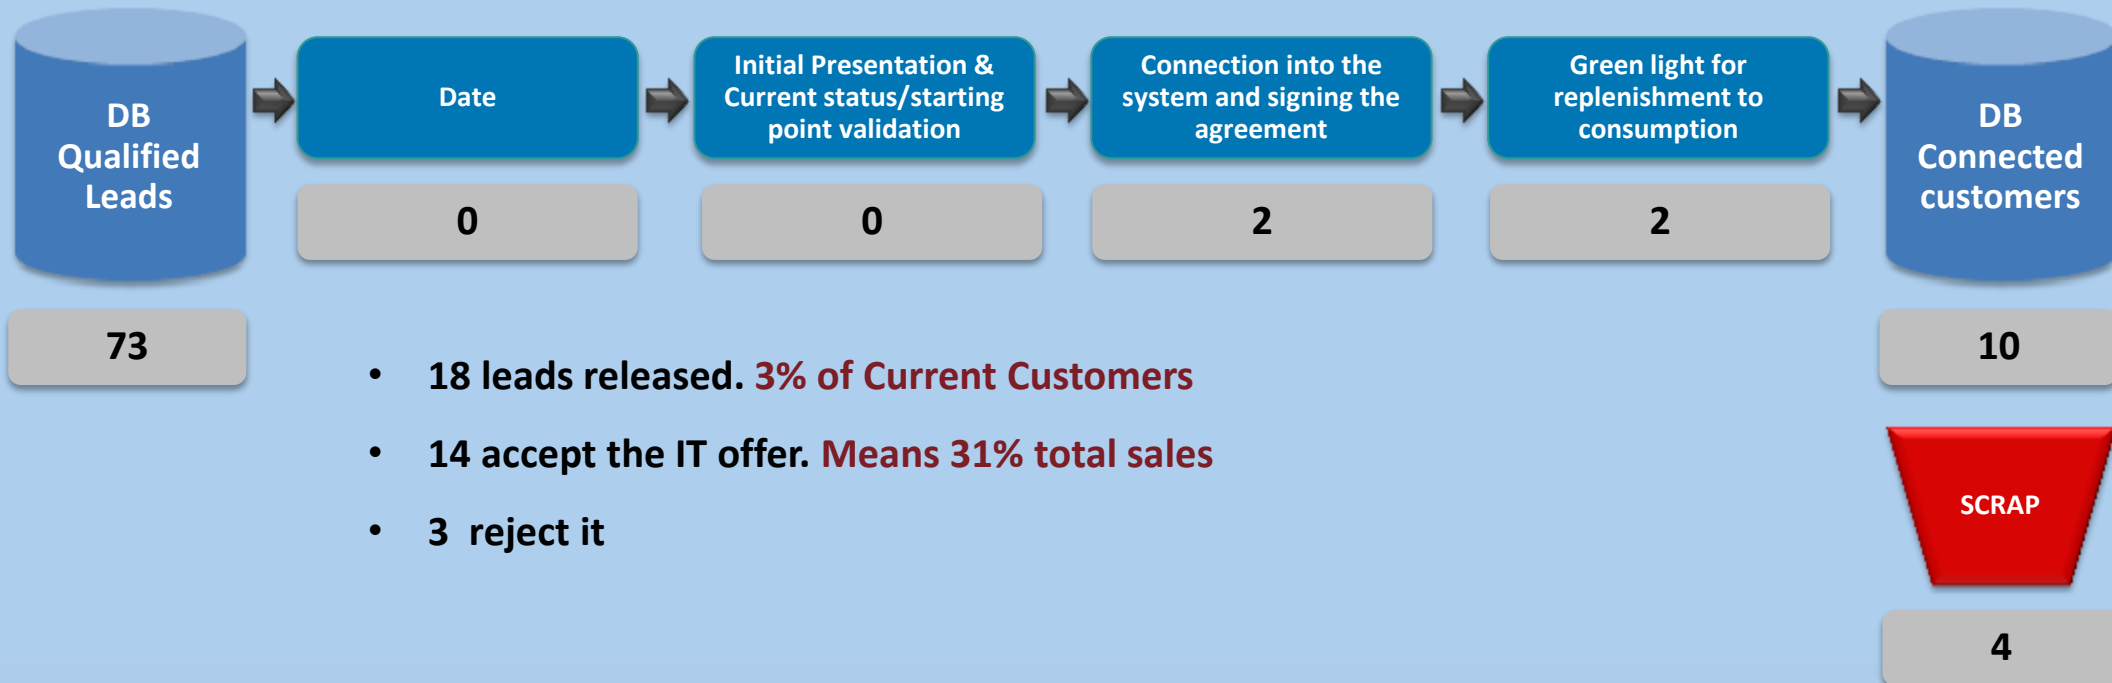 DB
Qualified
Leads
73
Date
0
Initial Presentation &
Current status/starting
point validation
0
Connection into the
system and signing the
agreement
2
Green light for
replenishment to
consumption
2
DB
Connected
customers
10
• 18 leads released. 3% of Current Customers
• 14 accept the IT offer. Means 31% total sales
• 3 reject it
SCRAP
4